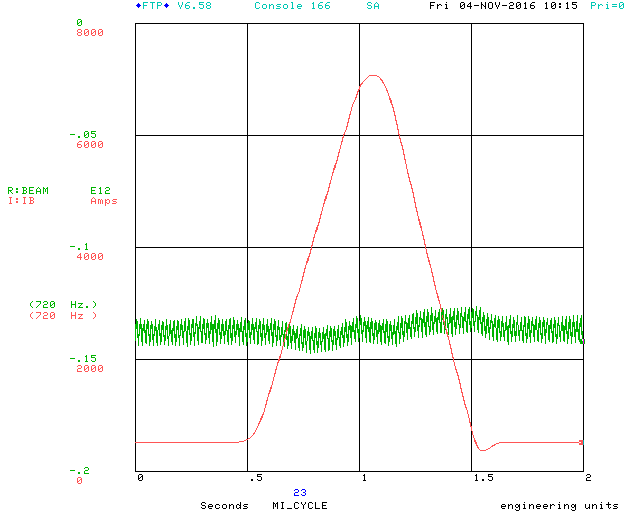 ♦FTP♦ V6.58 Console 166 SA Fri 04-NOV-2016 10:15 Pri=0
0
8000
-.05
6000
R:BEAM E12
I:IB Amps
-.1
4000
(720 Hz.)
(720 Hz )
-.15
2000
-.2
0
0 .5 1 1.5 2
23
Seconds MI_CYCLE engineering units